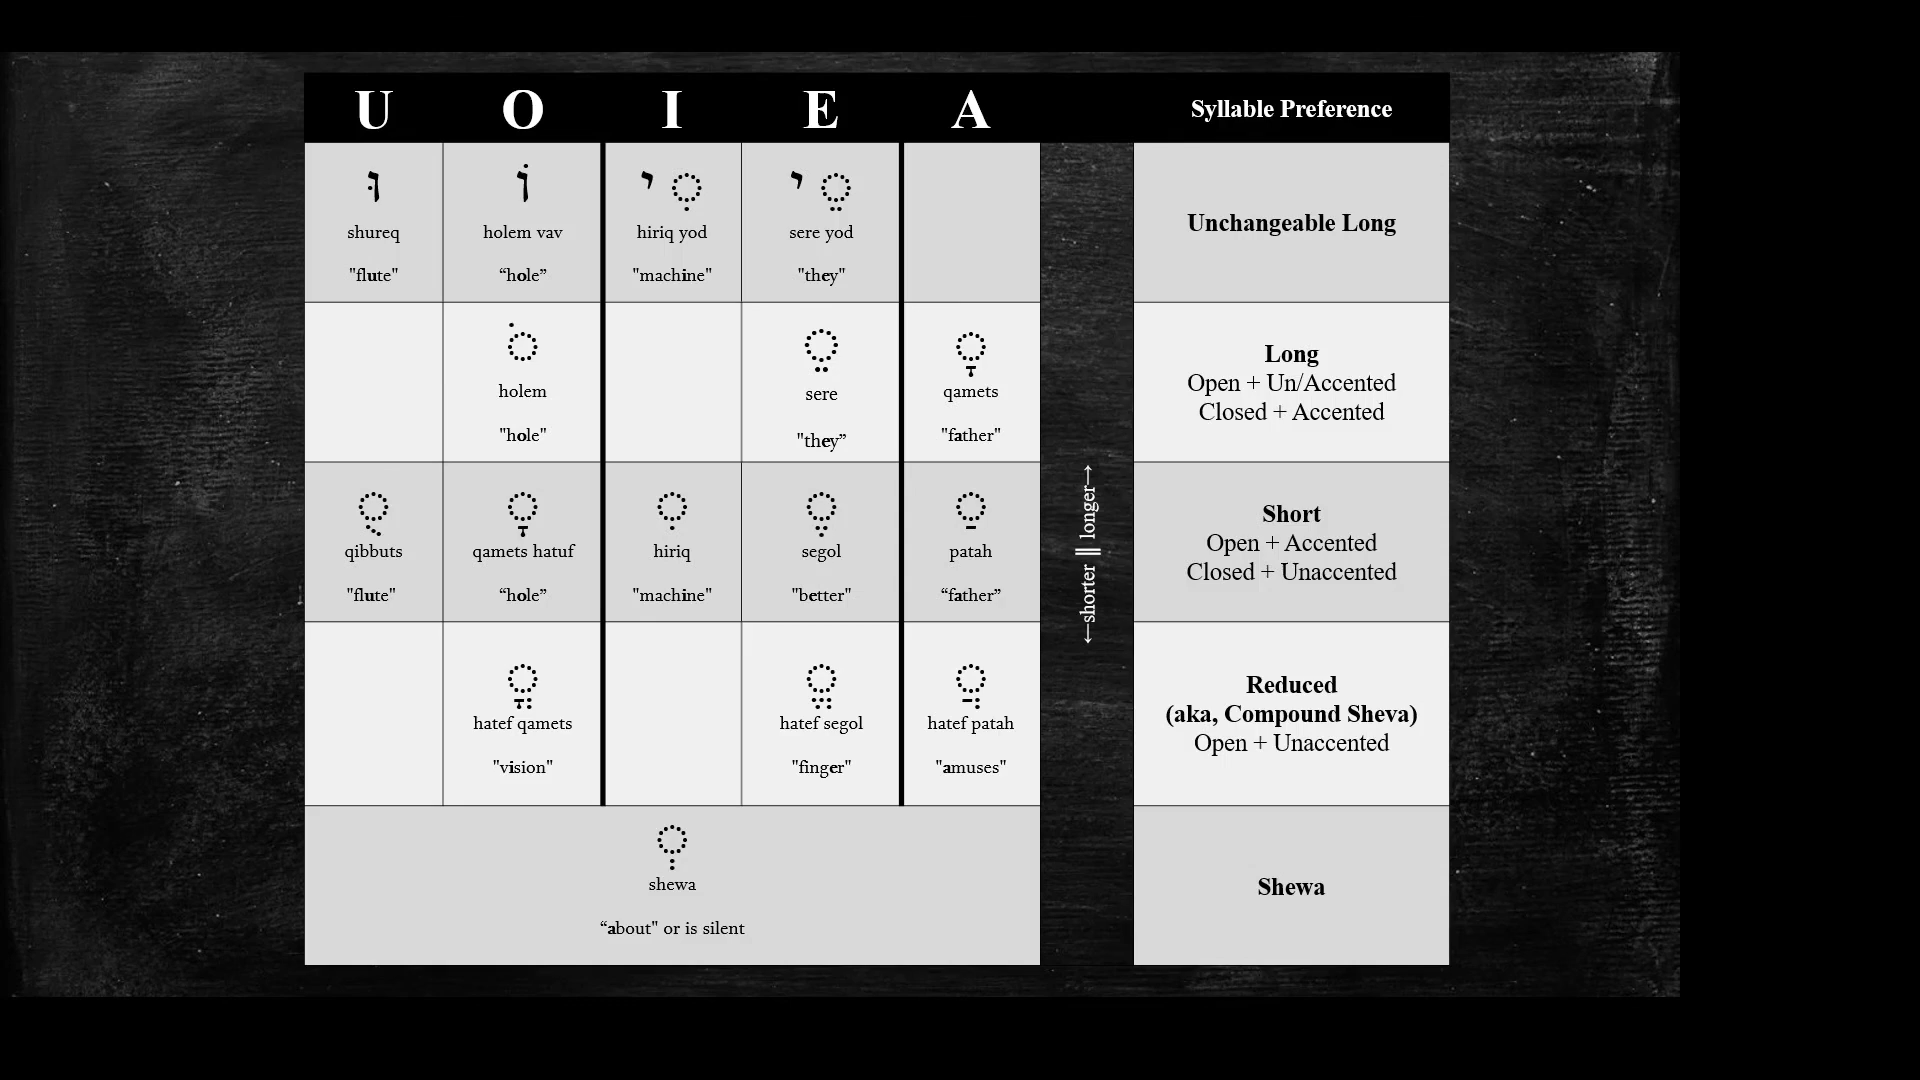 U O I E A Syllable Preference
וּ וֹ ◌ִ י ◌ֵ י
shureq holem vav hiriq yod sere yod Unchangeable Long
"flute" “hole” "machine" "they"
◌ֹ ◌ֵ ◌ָ
holem sere qamets
"hole" "they” "father"
Long
Open + Un/Accented
Closed + Accented
◌ֻ ◌ָ ◌ִ ◌ֶ ◌ַ
qibbuts qamets hatuf hiriq segol patah
"flute" “hole” "machine" "better" “father”
←shorter || longer→
Short
Open + Accented
Closed + Unaccented
◌ֳ ◌ֱ ◌ֲ
hatef qamets hatef segol hatef patah
"vision" "finger" "amuses"
Reduced
(aka, Compound Sheva)
Open + Unaccented
◌ְ
shewa
“about" or is silent
Shewa